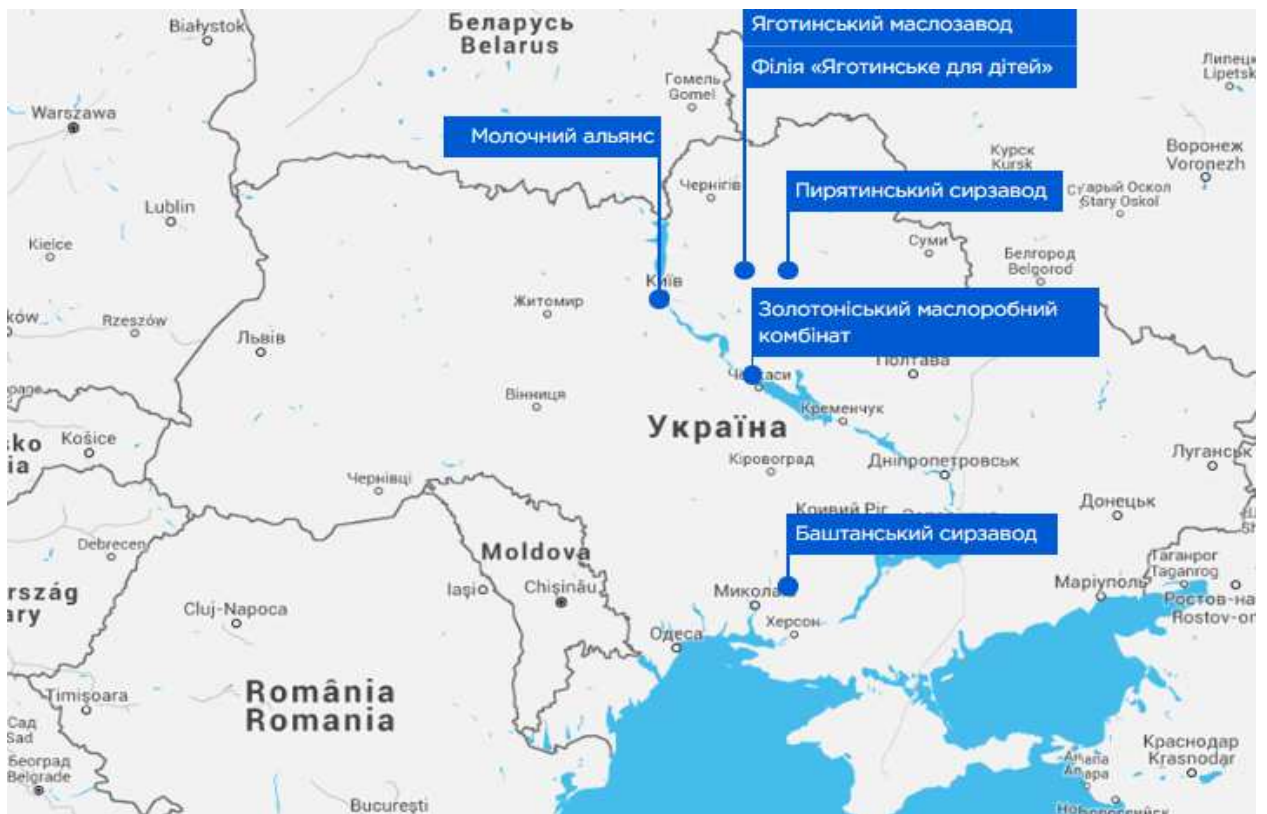 Białystok
Беларусь
Belarus
Яготинський маслозавод
Філія «Яготинське для дітей»
Гомель
Gomel
Липецк
Lipetsk
Warszawa
Молочний альянс
Курск
Kursk
Воронеж
Voronezh
Чернігів
Пирятинський сирзавод
Старый Оскол
Stary Oskol
Lublin
Kielce
Суми
Белгород
Belgorod
Київ
Житомир
Золотоніський маслоробний
комбінат
Rzeszów
Львів
Полтава
Черкаси
Вінниця
Кременчук
Україна
Košice
Кіровоград
Дніпропетровськ
Луганськ
Чернівці
Донецьк
Кривий Ріг
Баштанський сирзавод
Debrecen
Moldova
Iași
Chișinău
Таганрог
Taganrog
Маріуполь
Миколаїв
Cluj-Napoca
Херсон
Одеса
Ростов-на
Rostov-on
Timișoara
România
Romania
Сад
Sad
Београд
Belgrade
Краснодар
Krasnodar
București